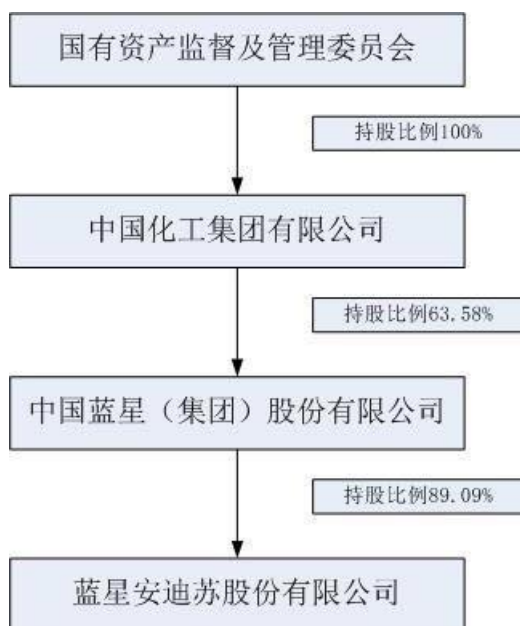 国有资产监督及管理委员会
持股比例100%
中国化工集团有限公司
持股比例63.58%
中国蓝星（集团）股份有限公司
持股比例89.09%
蓝星安迪苏股份有限公司